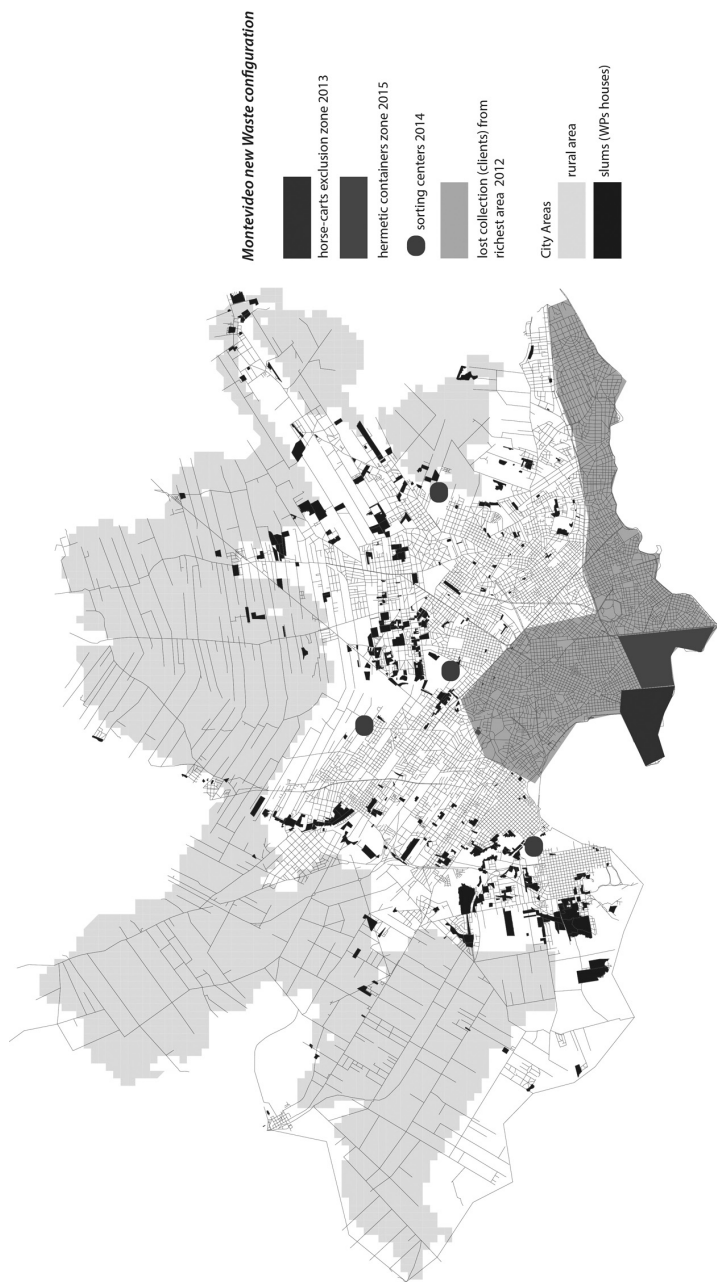 Montevideo new Waste configuration
horse-carts exclusion zone 2013
hermetic containers zone 2015
sorting centers 2014
lost collection (clients) from
richest area 2012
City Areas
rural area
slums (WPs houses)